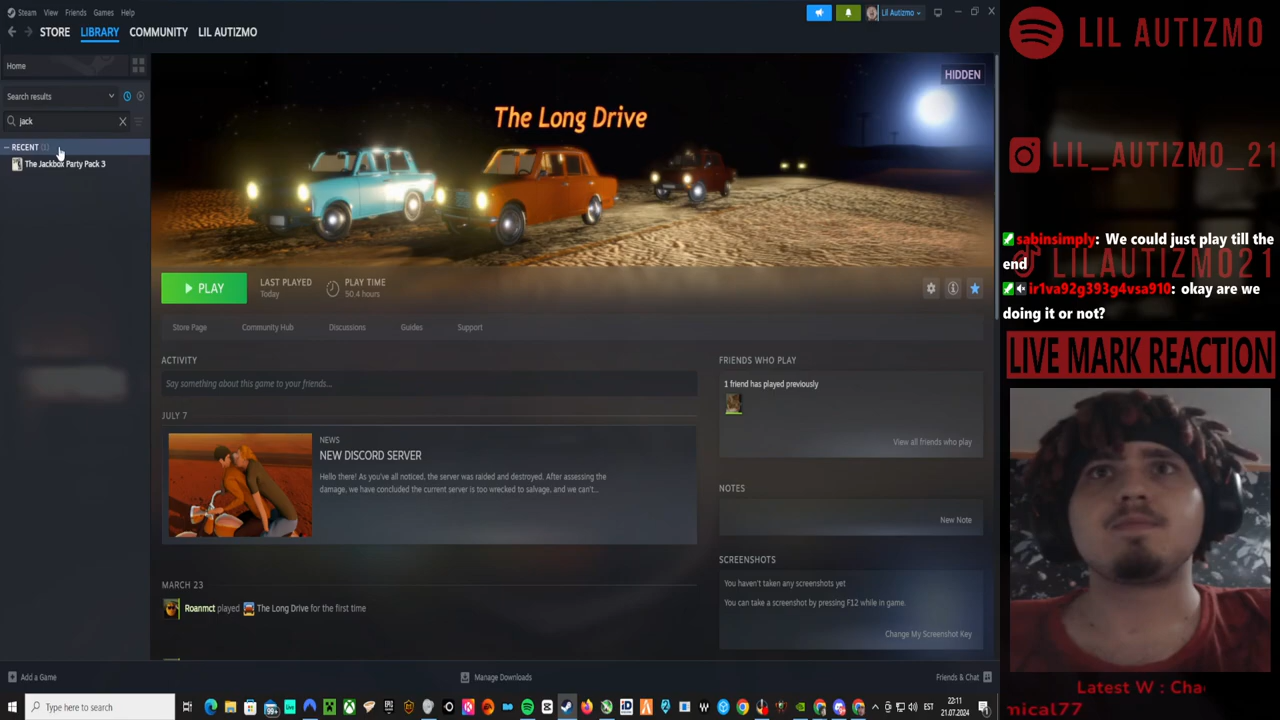 Steam View Friends Games Help
Lil Autizmo
STORE LIBRARY COMMUNITY LIL AUTIZMO
Home
Search results
jack
RECENT (1)
The Jackbox Party Pack 3
HIDDEN
The Long Drive
PLAY
LAST PLAYED
Today
PLAY TIME
50.4 hours
Store Page Community Hub Discussions Guides Support
ACTIVITY
Say something about this game to your friends...
JULY 7
NEWS
NEW DISCORD SERVER
Hello there! As you've all noticed, the server was raided and destroyed. After assessing the
damage, we have concluded the current server is too wrecked to salvage, and we can't...
MARCH 23
Roanmct played The Long Drive for the first time
FRIENDS WHO PLAY
1 friend has played previously
View all friends who play
NOTES
New Note
SCREENSHOTS
You haven't taken any screenshots yet
You can take a screenshot by pressing F12 while in game.
Change My Screenshot Key
Add a Game
Manage Downloads
Friends & Chat
Type here to search
EST
22:11
21.07.2024
LIL AUTIZMO
LIL_AUTIZMO_21
sabinsimply: We could just play till the
end
LILAUTIZMO21
ir1va92g393g4vsa910: okay are we
doing it or not?
LIVE MARK REACTION
Latest W : Cha
mical77